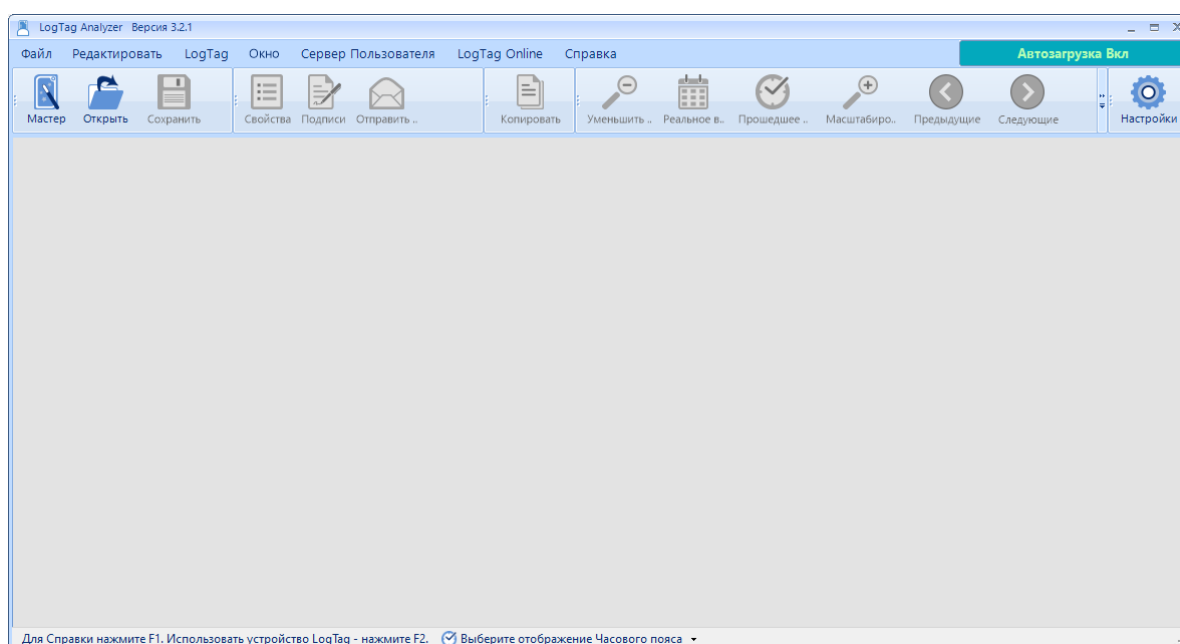 LogTag Analyzer Версия 3.2.1
Файл Редактировать LogTag Окно Сервер Пользователя LogTag Online Справка Автозагрузка Вкл
Мастер Открыть Сохранить Свойства Подписи Отправить .. Копировать Уменьшить .. Реальное в.. Прошедшее .. Масштабиро.. Предыдущие Следующие Настройки
Для Справки нажмите F1. Использовать устройство LogTag - нажмите F2. Выберите отображение Часового пояса